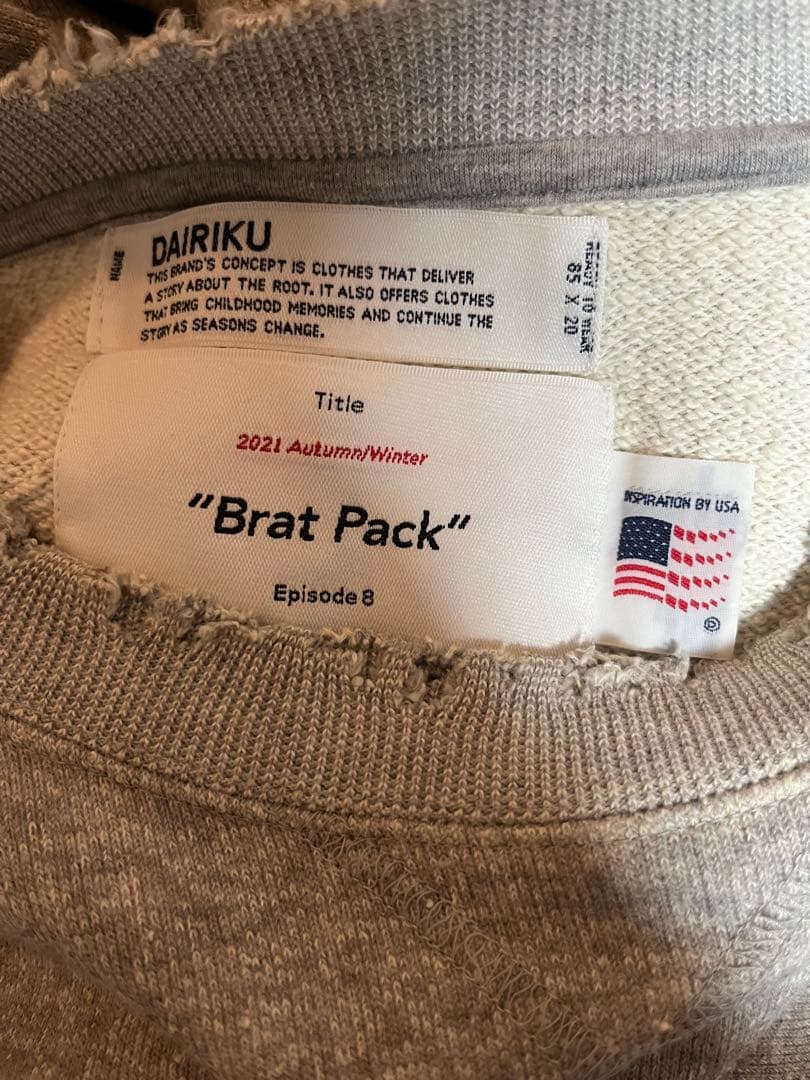 NAME
DAIRIKU
THIS BRAND'S CONCEPT IS CLOTHES THAT DELIVER
A STORY ABOUT THE ROOT. IT ALSO OFFERS CLOTHES
THAT BRING CHILDHOOD MEMORIES AND CONTINUE THE
STORY AS SEASONS CHANGE.
READY TO WEAR
65 X 20
Title
2021 Autumn/Winter
"Brat Pack"
Episode 8
INSPIRATION BY USA